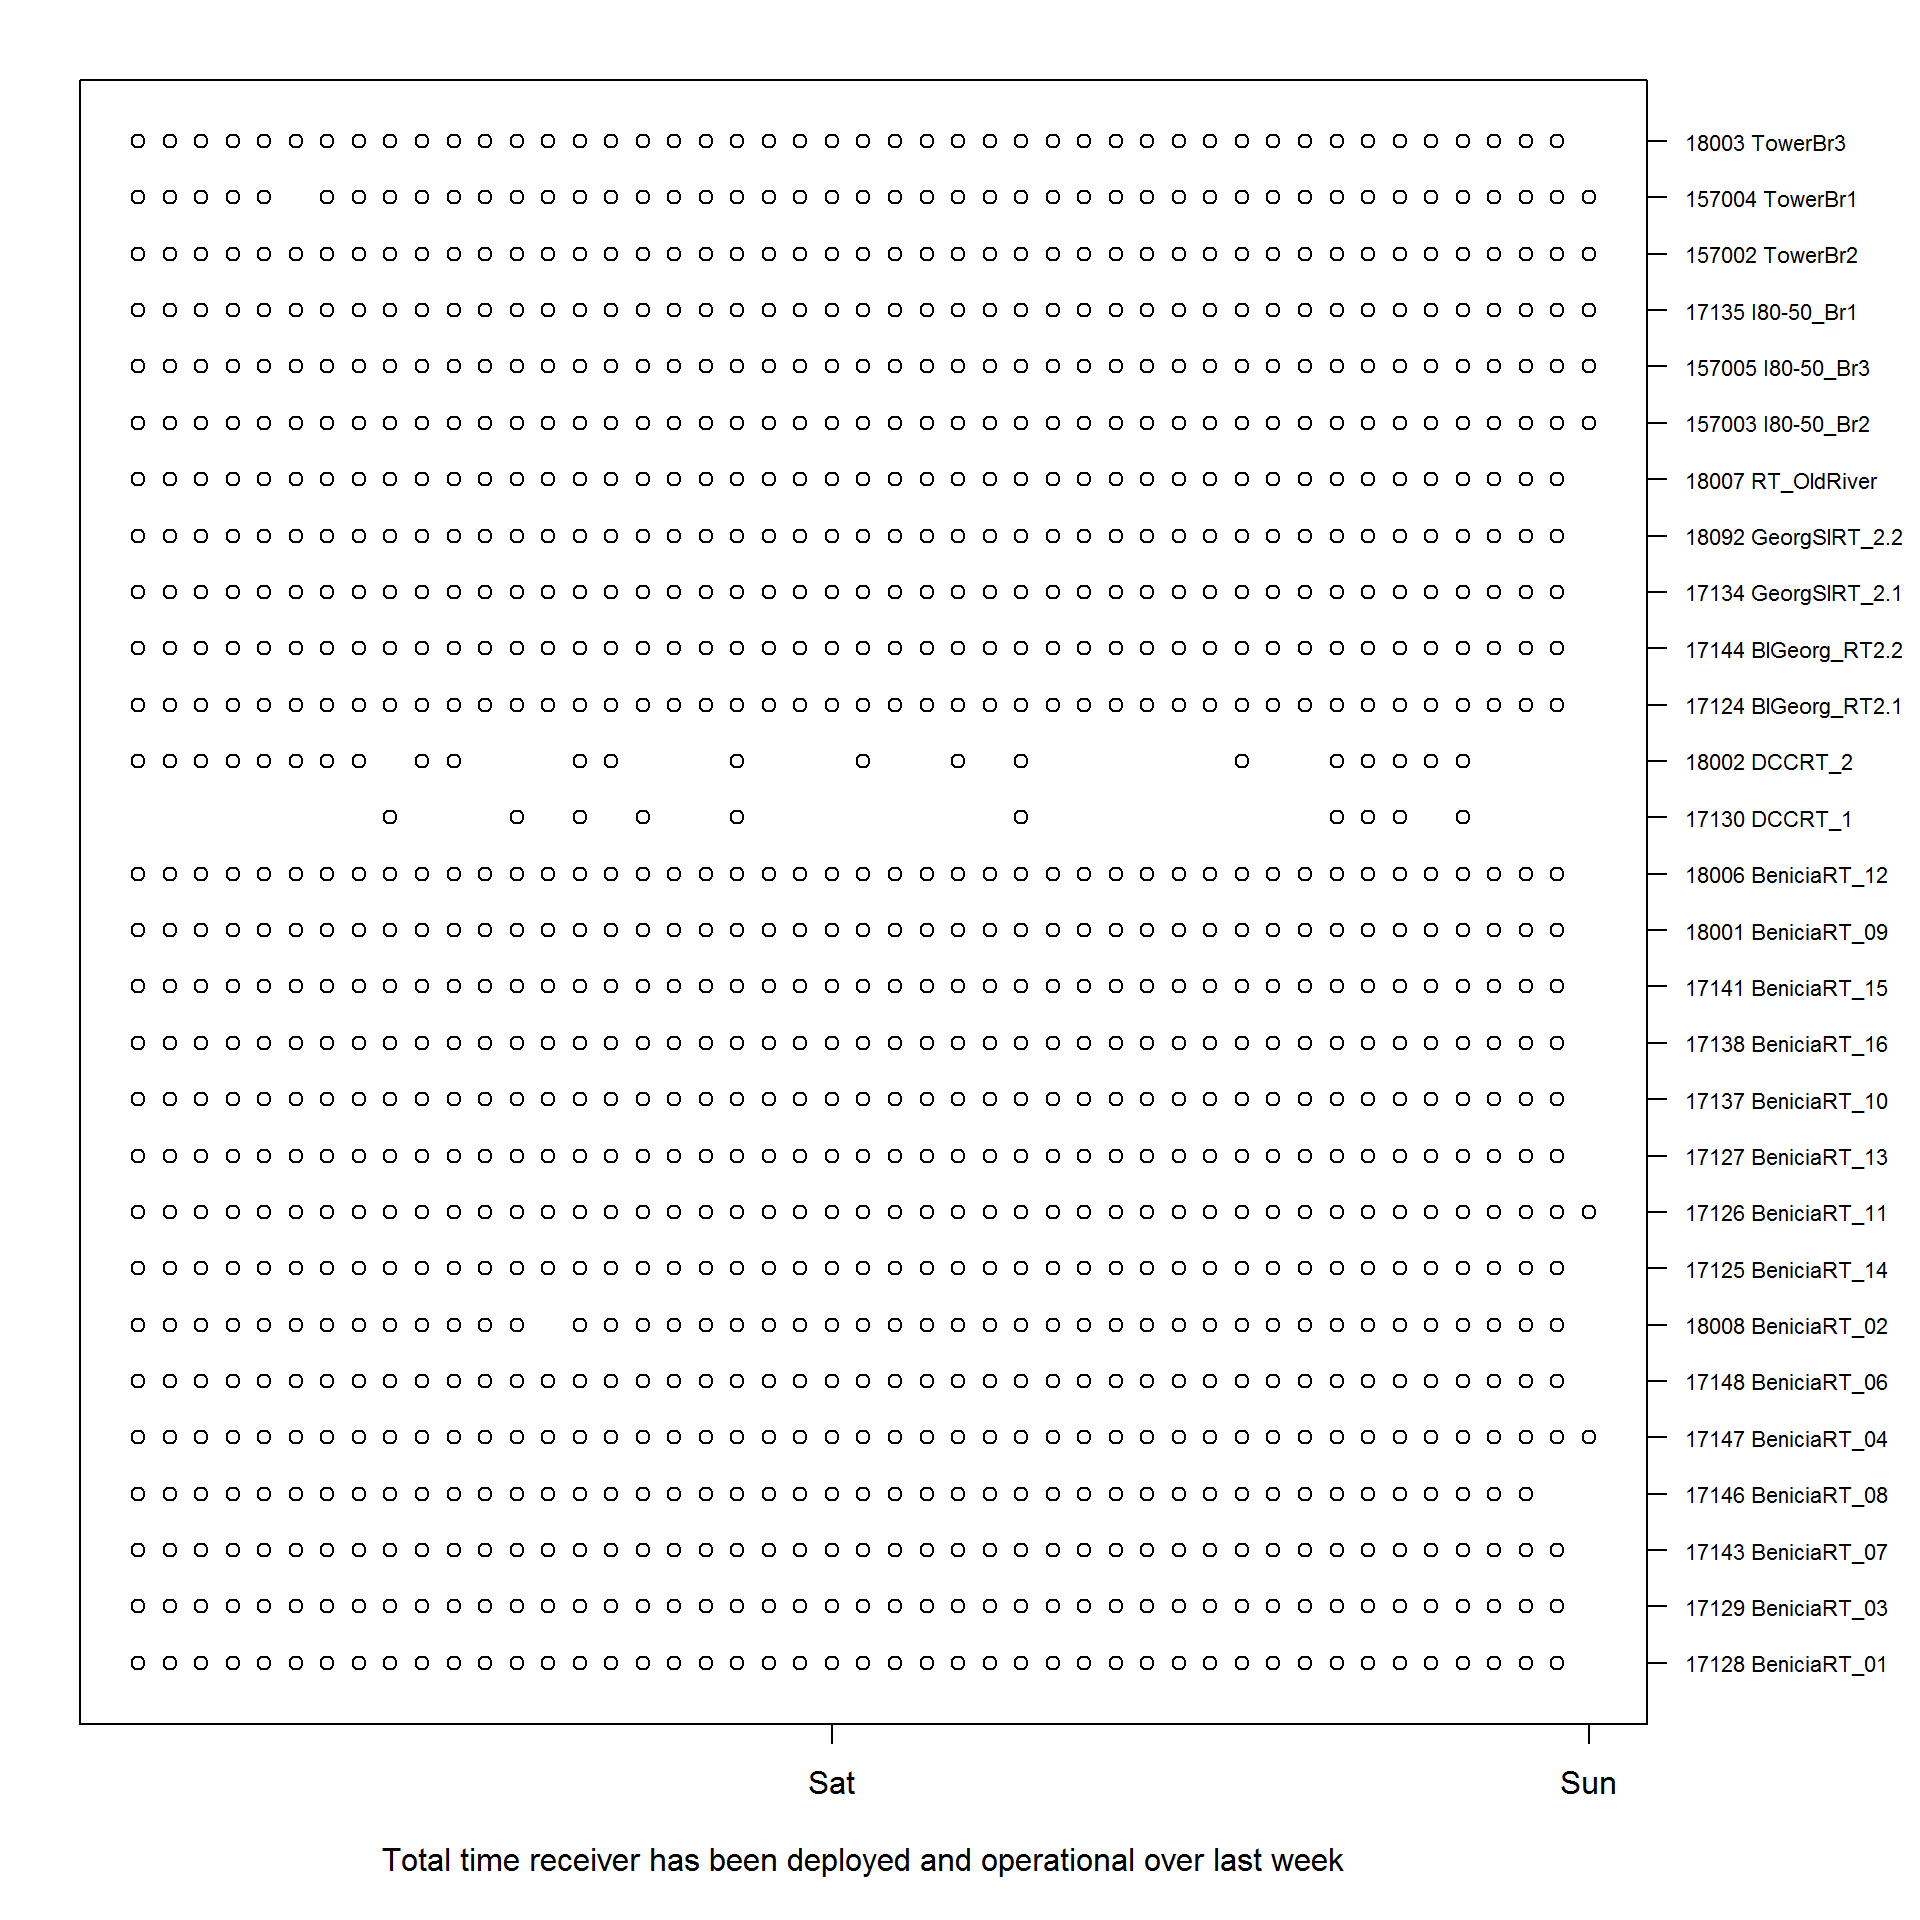 18003 TowerBr3
157004 TowerBr1
157002 TowerBr2
17135 I80-50_Br1
157005 I80-50_Br3
157003 I80-50_Br2
18007 RT_OldRiver
18092 GeorgSlRT_2.2
17134 GeorgSlRT_2.1
17144 BlGeorg_RT2.2
17124 BlGeorg_RT2.1
18002 DCCRT_2
17130 DCCRT_1
18006 BeniciaRT_12
18001 BeniciaRT_09
17141 BeniciaRT_15
17138 BeniciaRT_16
17137 BeniciaRT_10
17127 BeniciaRT_13
17126 BeniciaRT_11
17125 BeniciaRT_14
18008 BeniciaRT_02
17148 BeniciaRT_06
17147 BeniciaRT_04
17146 BeniciaRT_08
17143 BeniciaRT_07
17129 BeniciaRT_03
17128 BeniciaRT_01
Sat Sun
Total time receiver has been deployed and operational over last week